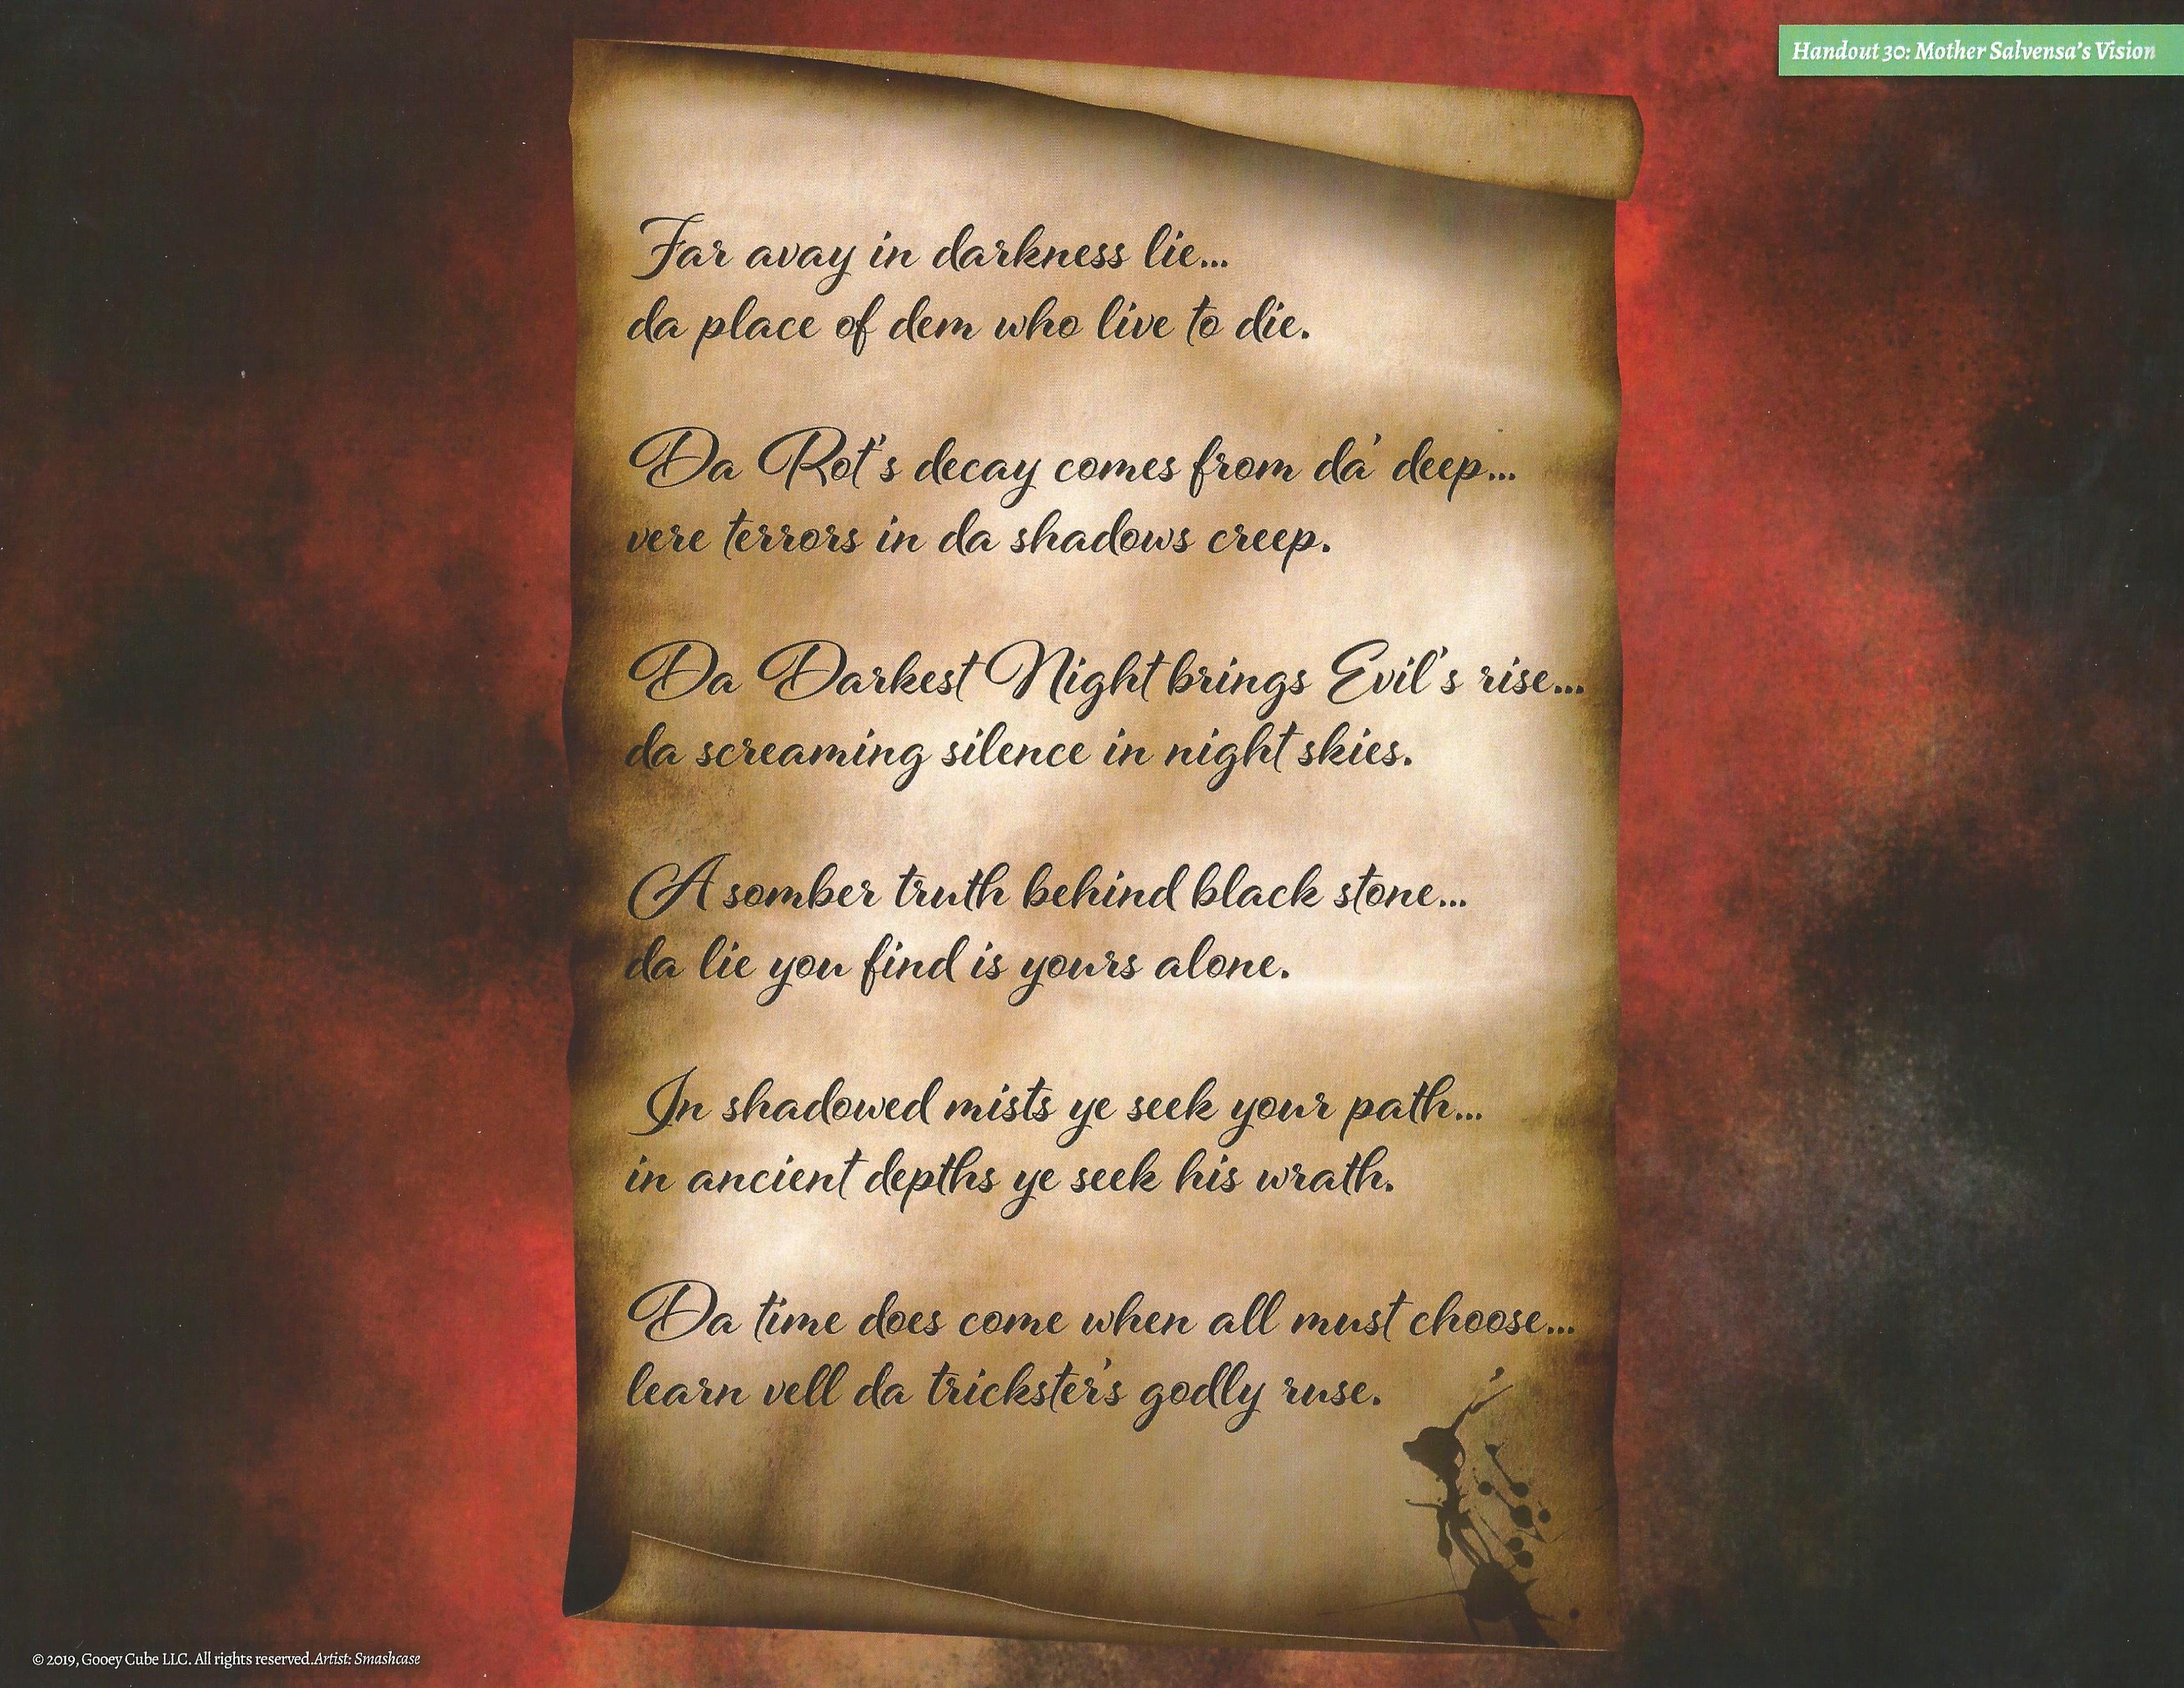 Handout 30: Mother Salvensa's Vision
Far avay in darkness lie...
da place of dem who live to die.
Da Rot's decay comes from da' deep...
vere terrors in da shadows creep.
Da Darkest Night brings Evil's rise...
da screaming silence in night skies.
A somber truth behind black stone...
da lie you find is yours alone.
In shadowed mists ye seek your path...
in ancient depths ye seek his wrath.
Da time does come when all must choose...
learn vell da trickster's godly ruse.
© 2019, Gooey Cube LLC. All rights reserved.Artist: Smashcase